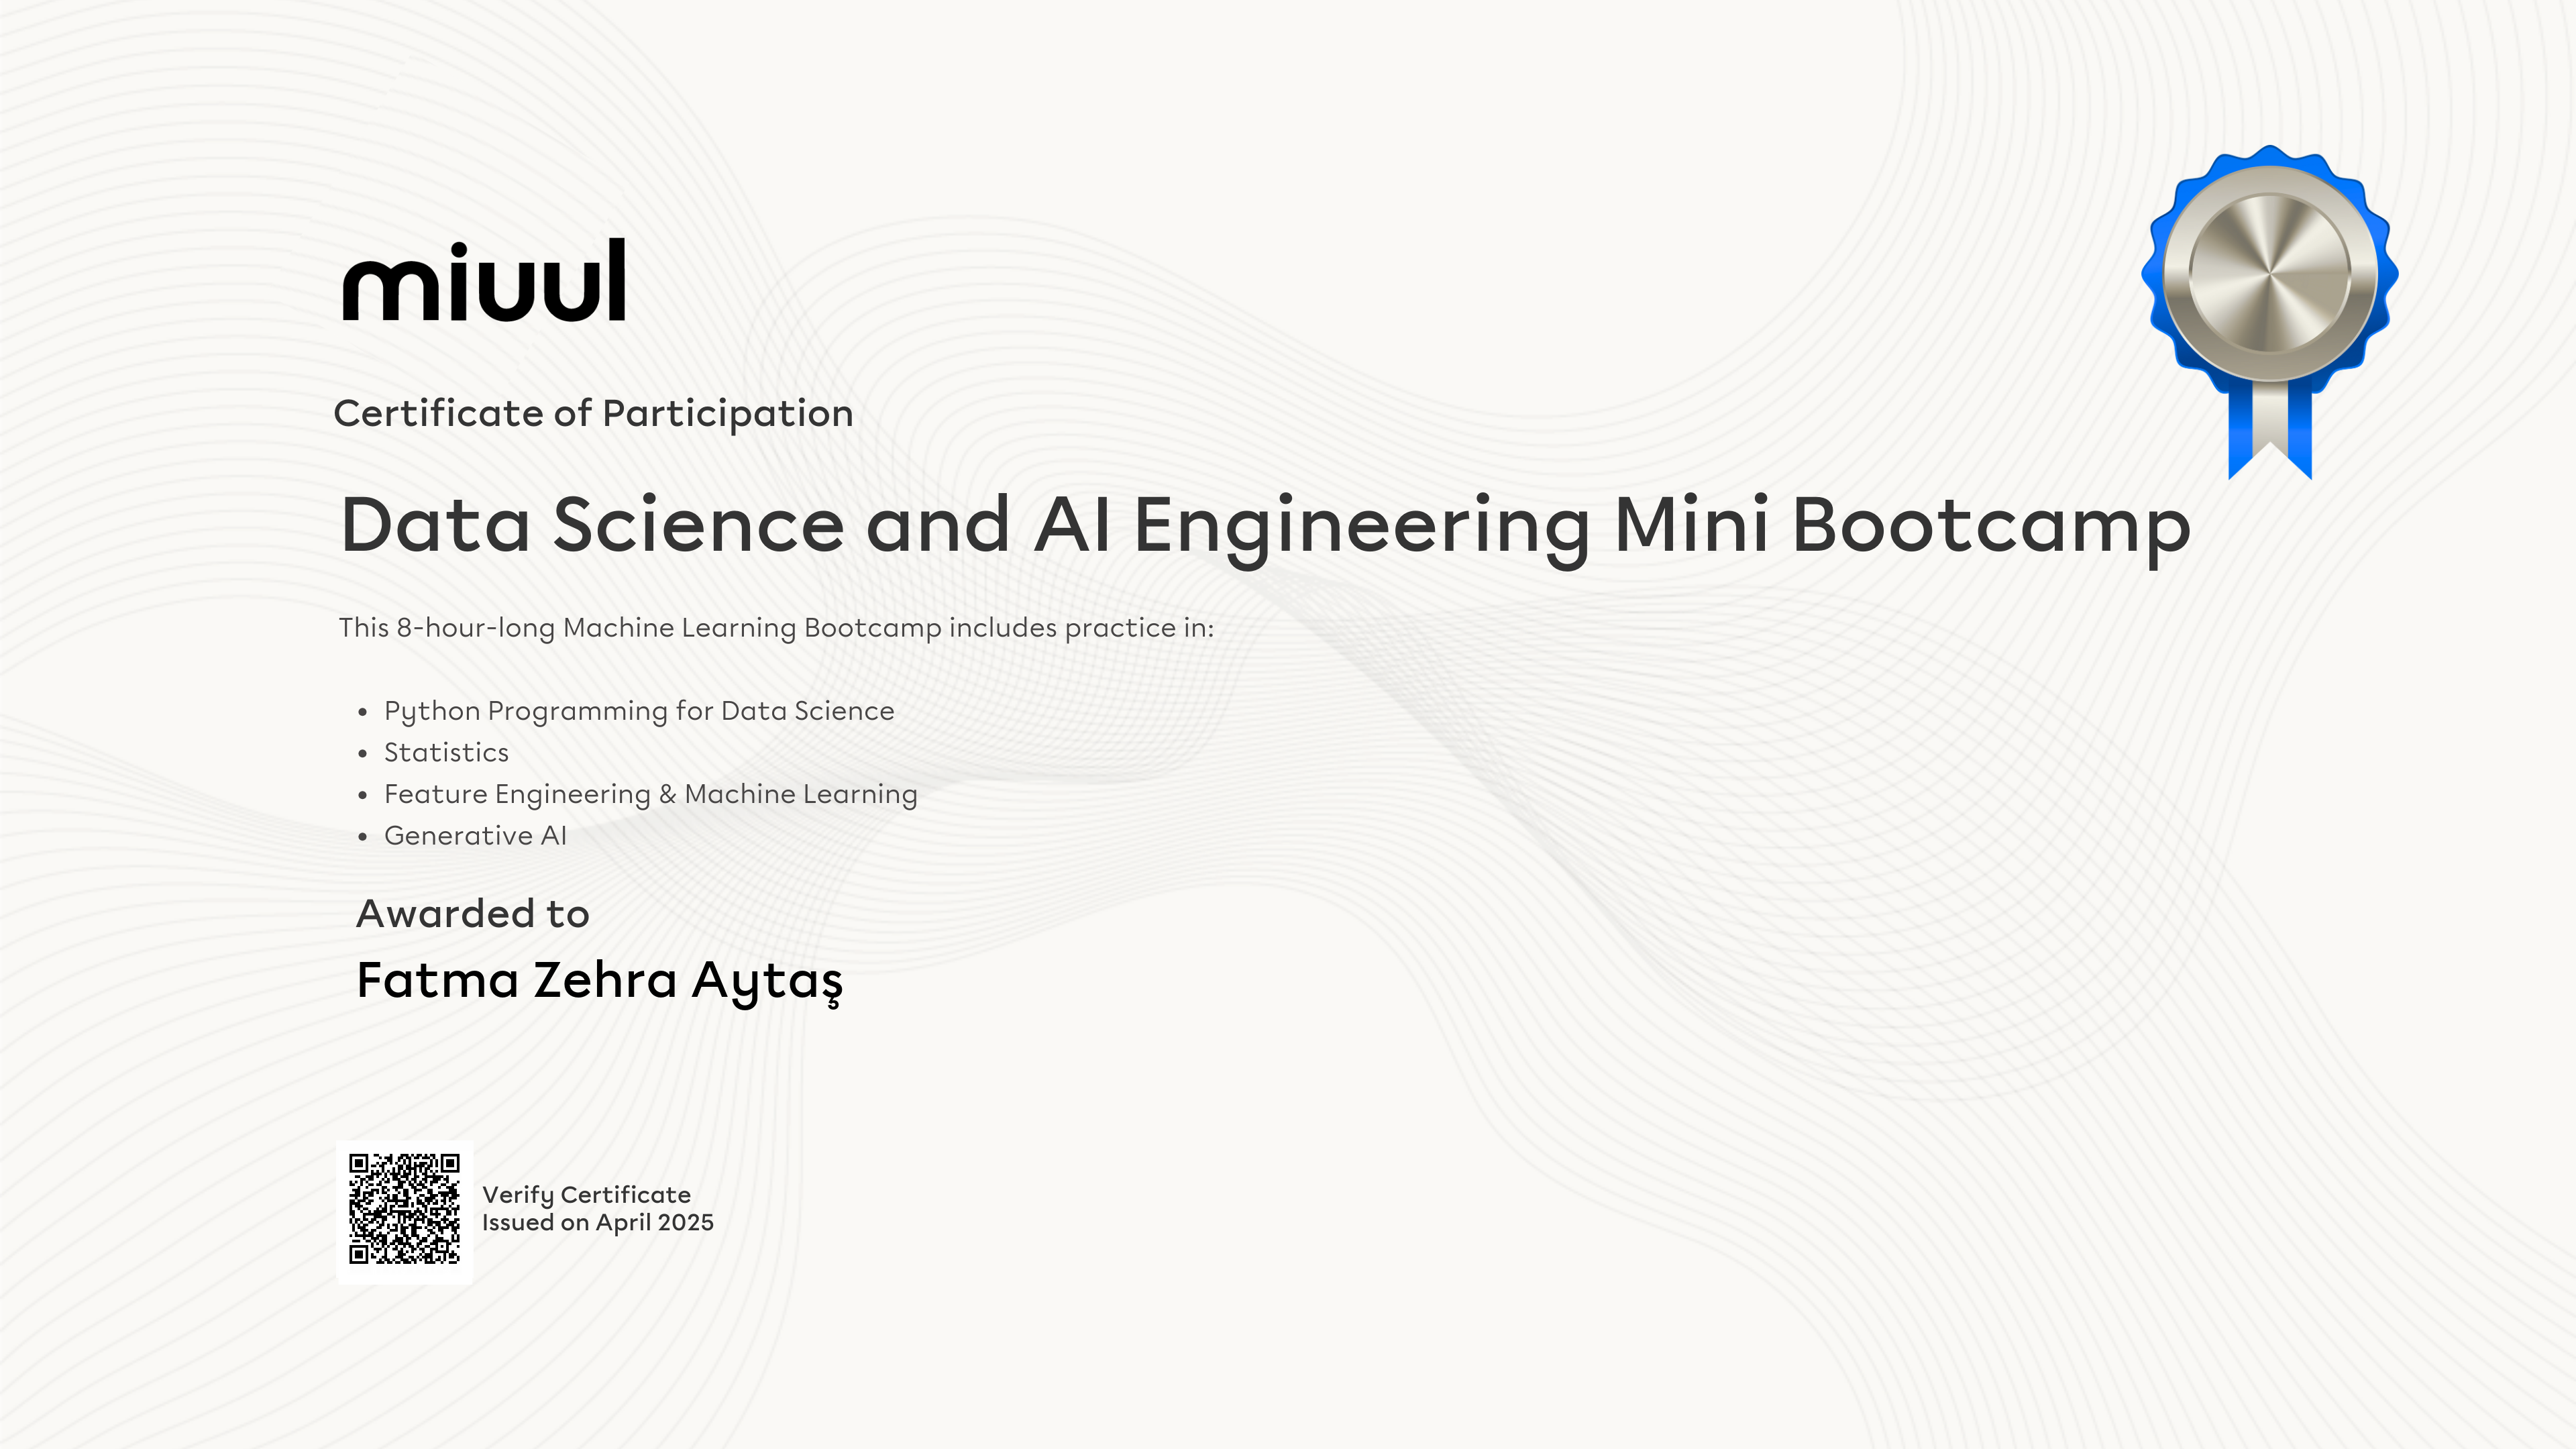 miuul
Certificate of Participation
Data Science and AI Engineering Mini Bootcamp
This 8-hour-long Machine Learning Bootcamp includes practice in:
• Python Programming for Data Science
• Statistics
• Feature Engineering & Machine Learning
• Generative AI
Awarded to
Fatma Zehra Aytaş
Verify Certificate
Issued on April 2025